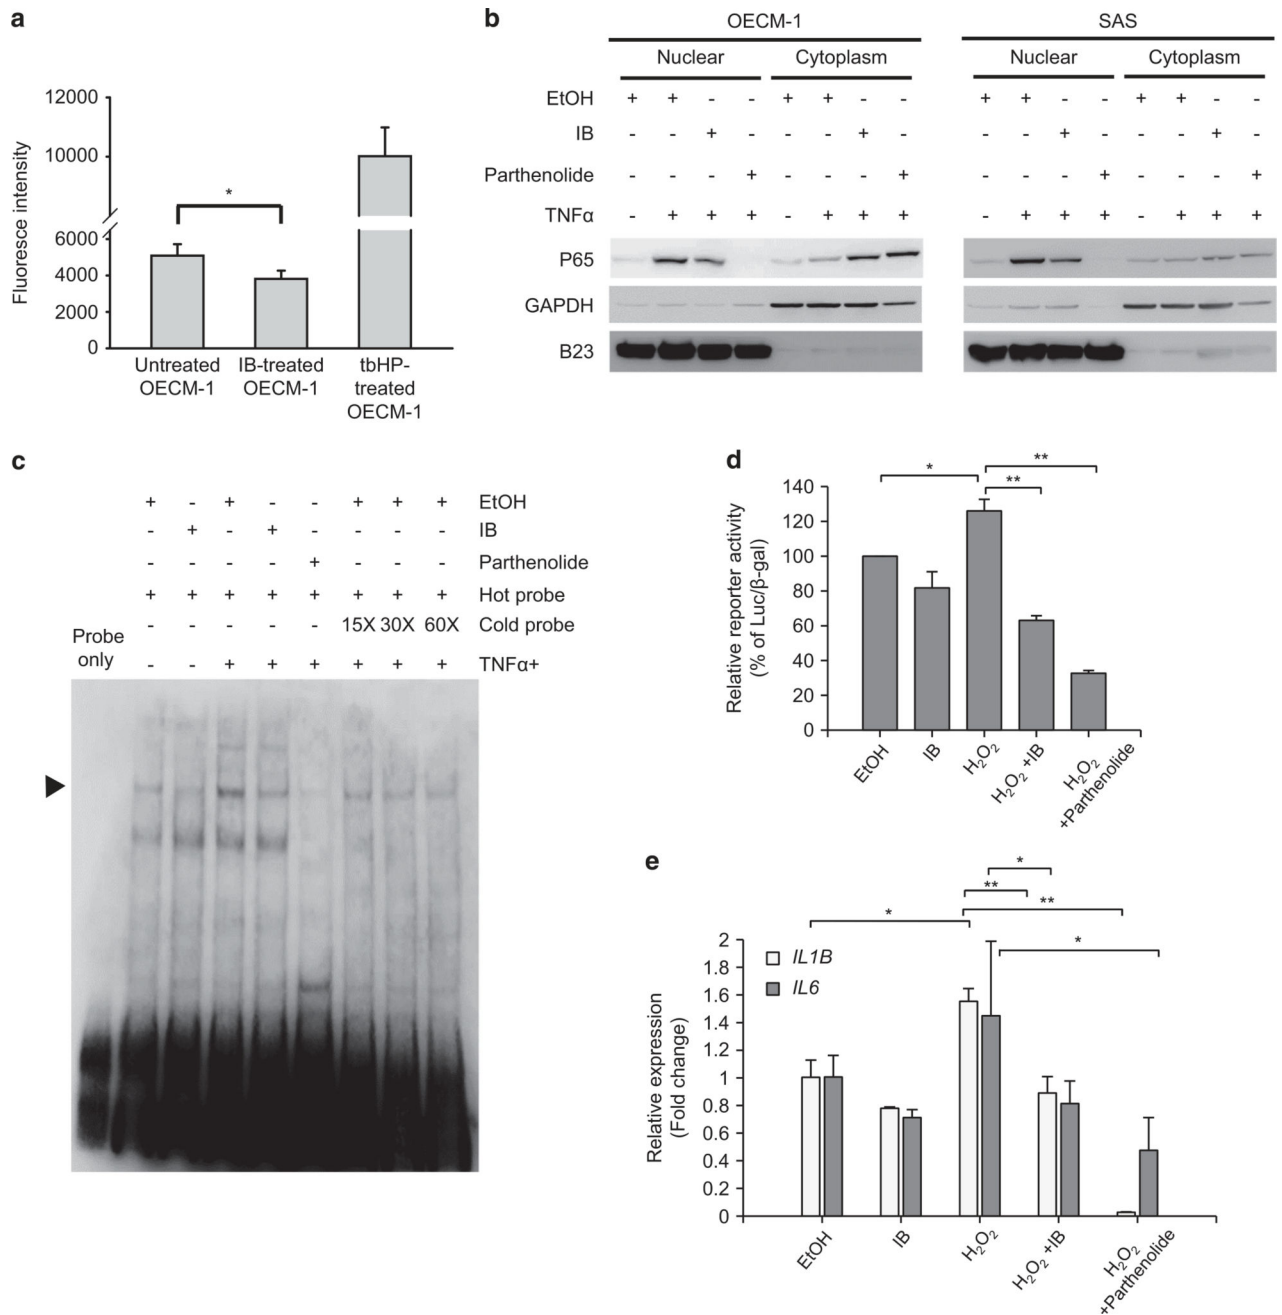 a
Fluoresce intensity
12000
10000
6000
4000
2000
0
*
Untreated
OECM-1
IB-treated
OECM-1
tbHP-
treated
OECM-1
b
OECM-1 SAS
Nuclear Cytoplasm Nuclear Cytoplasm
EtOH + + - - + + - - + + - - + + - -
IB - - + - - - + - - - + - - - + -
Parthenolide - - - + - - - + - - - + - - - +
TNFα - + + + - + + + - + + + - + + +
P65
GAPDH
B23
c
+ - + - - + + + EtOH
- + - + - - - - IB
- - - - + - - - Parthenolide
+ + + + + + + + Hot probe
- - - - - 15X 30X 60X Cold probe
Probe
only
- - + + + + + + TNFα+
d
Relative reporter activity
(% of Luc/β-gal)
140
120
100
80
60
40
20
0
* ** **
EtOH
IB
H₂O₂
H₂O₂ +IB
H₂O₂
+Parthenolide
e
Relative expression
(Fold change)
2
1.8
1.6
1.4
1.2
1
0.8
0.6
0.4
0.2
0
*
**
**
*
*
IL1B
IL6
EtOH
IB
H₂O₂
H₂O₂ +IB
H₂O₂
+Parthenolide